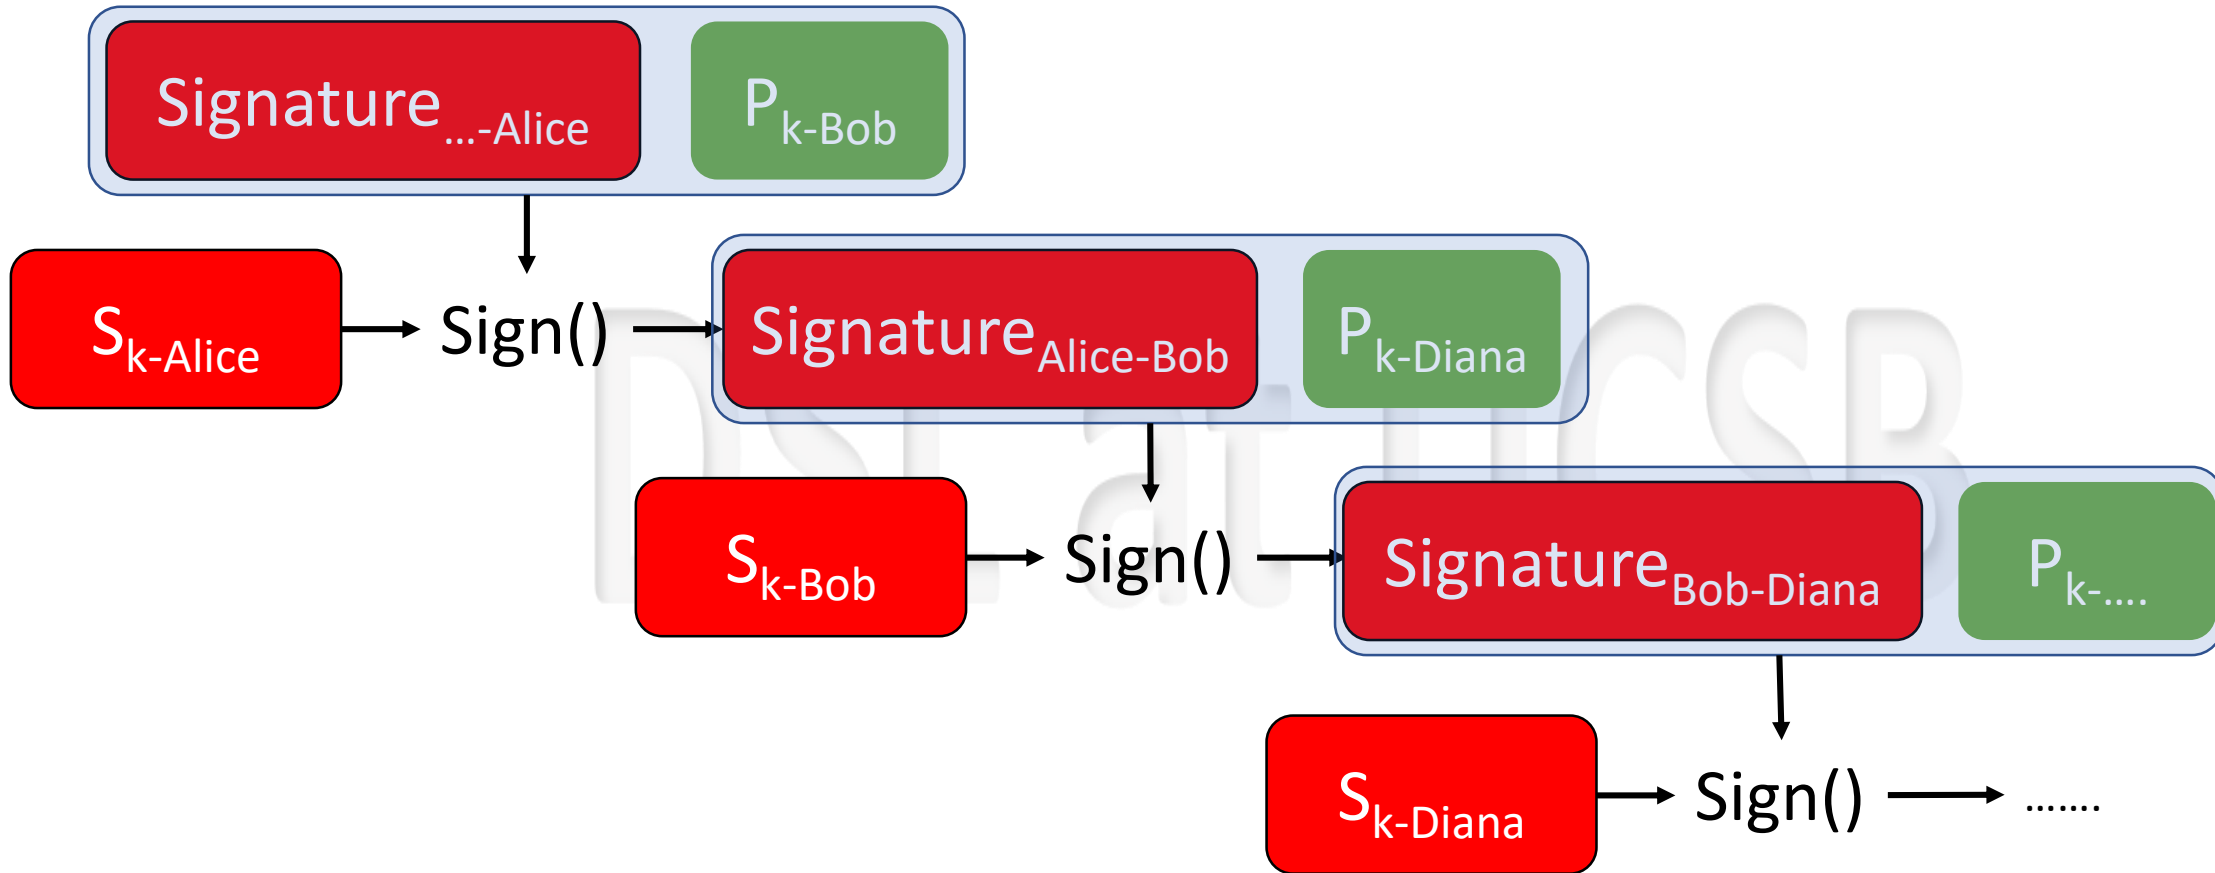 Signature…-Alice
Pk-Bob
Sk-Alice
Sign()
SignatureAlice-Bob
Pk-Diana
Sk-Bob
Sign()
SignatureBob-Diana
Pk-….
Sk-Diana
Sign()
…….
DSL at UCSB